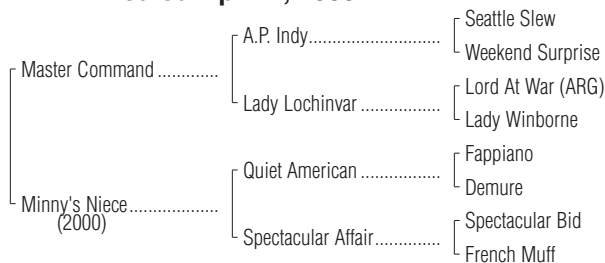 Seattle Slew
A.P. Indy
Weekend Surprise
Master Command
Lord At War (ARG)
Lady Lochinvar
Lady Winborne
Fappiano
Quiet American
Demure
Minny's Niece
(2000)
Spectacular Bid
Spectacular Affair
French Muff